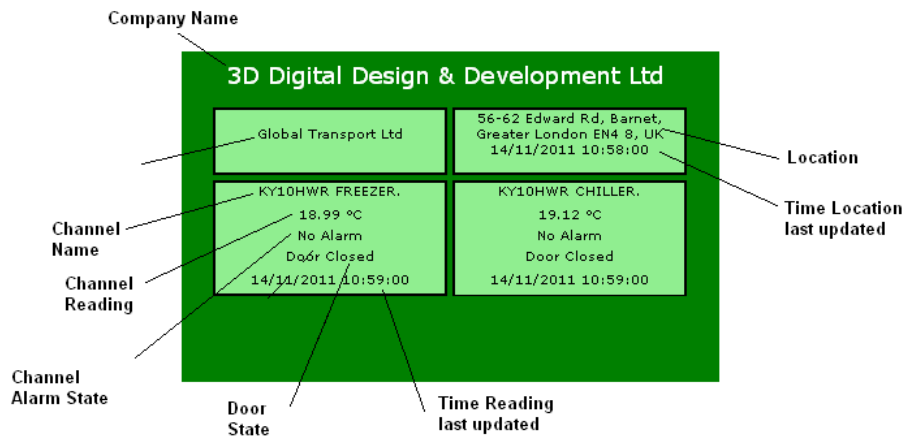 Company Name
3D Digital Design & Development Ltd
Global Transport Ltd
56-62 Edward Rd, Barnet,
Greater London EN4 8, UK
14/11/2011 10:58:00
Location
Time Location
last updated
KY10HWR FREEZER.
18.99 °C
No Alarm
Door Closed
14/11/2011 10:59:00
KY10HWR CHILLER.
19.12 °C
No Alarm
Door Closed
14/11/2011 10:59:00
Channel
Name
Channel
Reading
Channel
Alarm State
Door
State
Time Reading
last updated